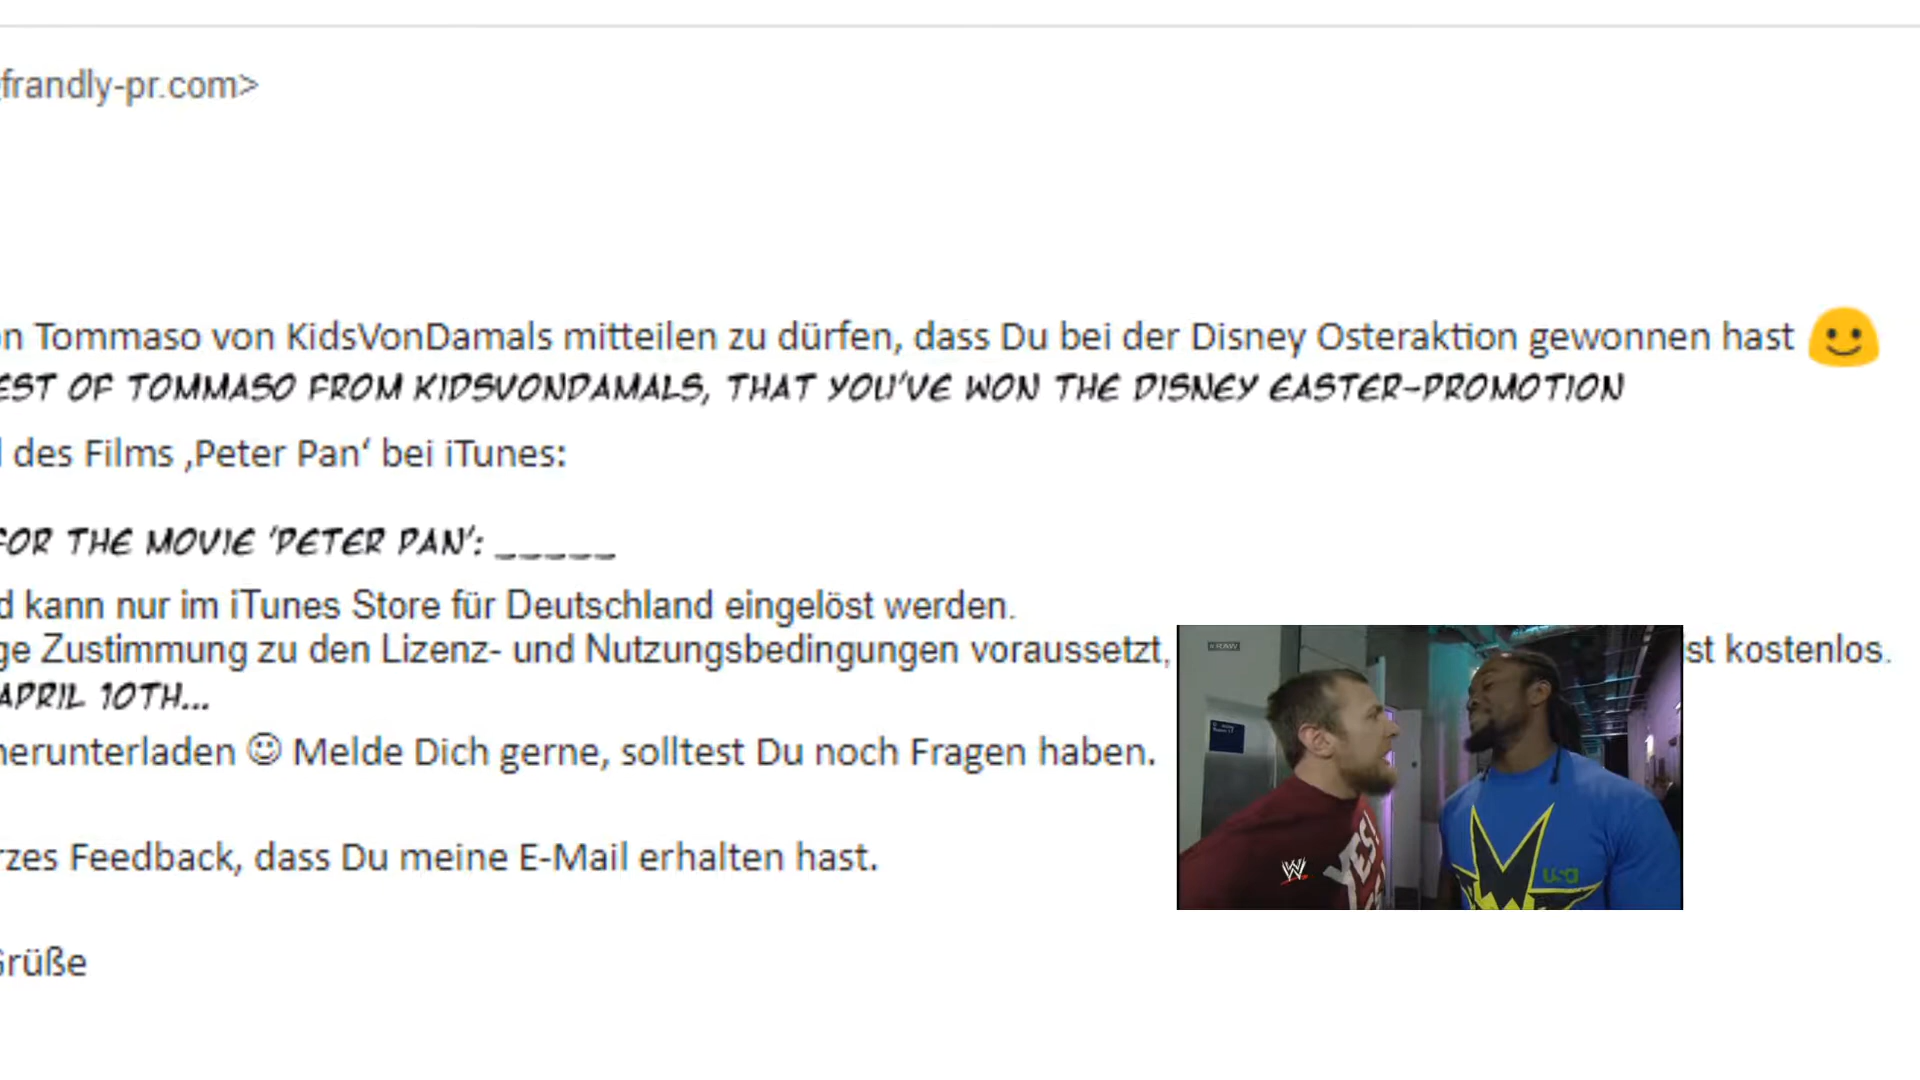 frandly-pr.com>
n Tommaso von KidsVonDamals mitteilen zu dürfen, dass Du bei der Disney Osteraktion gewonnen hast
EST OF TOMMASO FROM KIDSVONDAMALS, THAT YOU'VE WON THE DISNEY EASTER-PROMOTION
des Films ‚Peter Pan‘ bei iTunes:
FOR THE MOVIE 'PETER PAN': _____
d kann nur im iTunes Store für Deutschland eingelöst werden.
ge Zustimmung zu den Lizenz- und Nutzungsbedingungen voraussetzt, st kostenlos.
APRIL 10TH...
herunterladen Melde Dich gerne, solltest Du noch Fragen haben.
YES!
USA
rzes Feedback, dass Du meine E-Mail erhalten hast.
Grüße